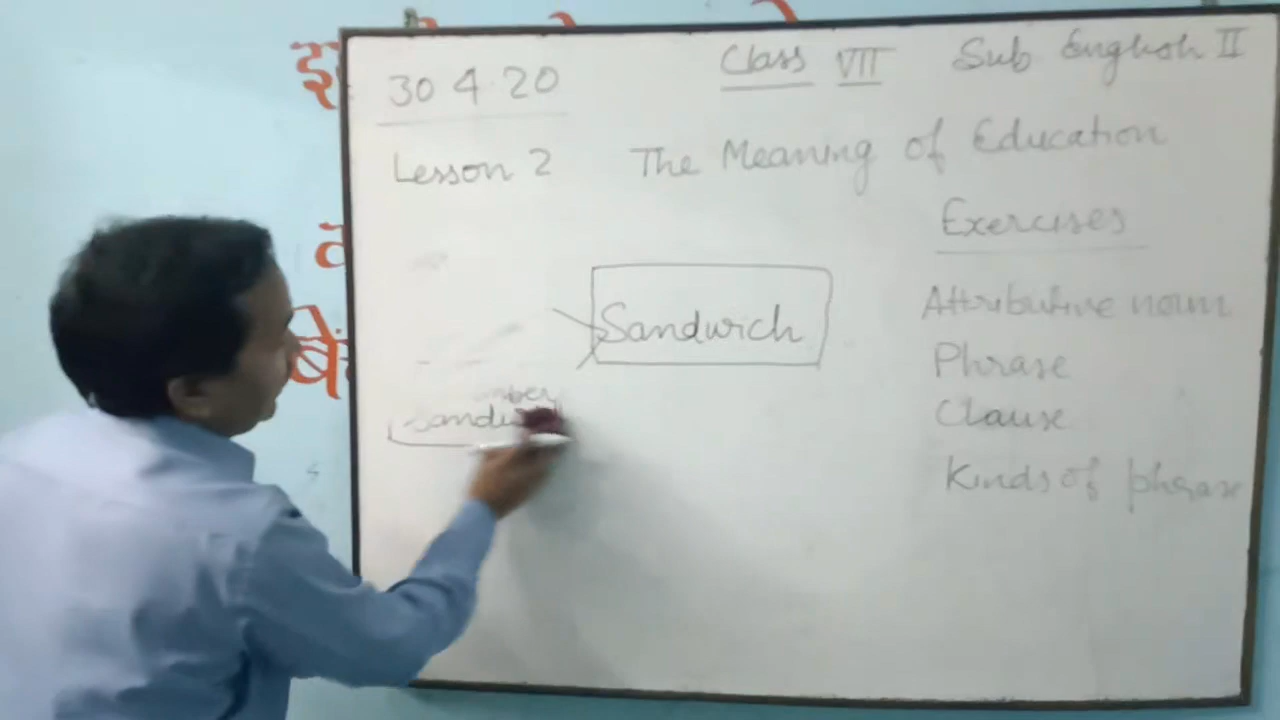 30 4 20
Class VII Sub English II
Lesson 2 The Meaning of Education
Exercises
Sandwich
Attributive noun
Phrase
Clause
Kinds of phrase